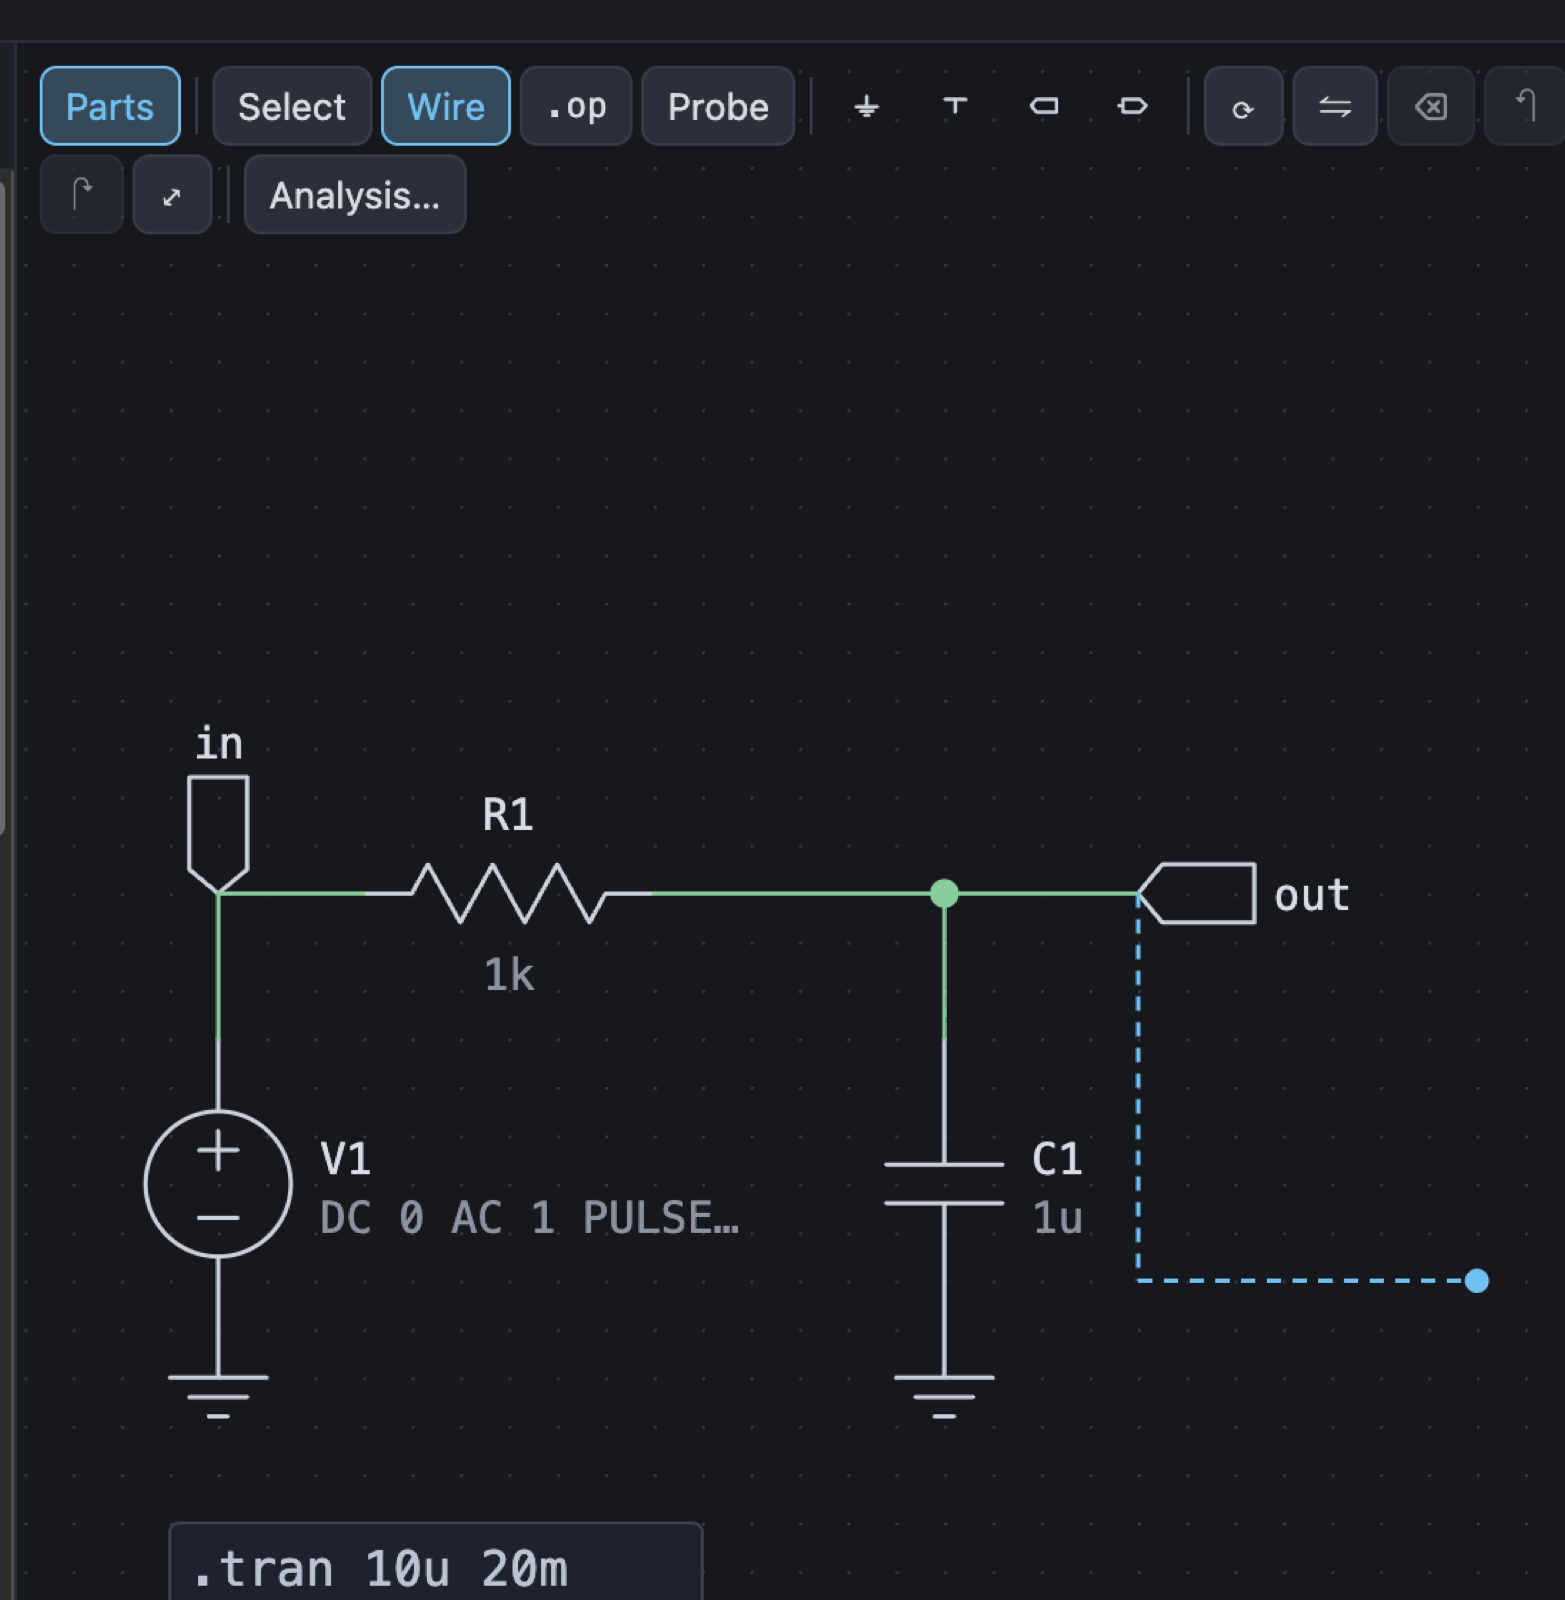 Parts Select Wire .op Probe
Analysis...
in
R1
out
1k
V1
DC 0 AC 1 PULSE…
C1
1u
.tran 10u 20m